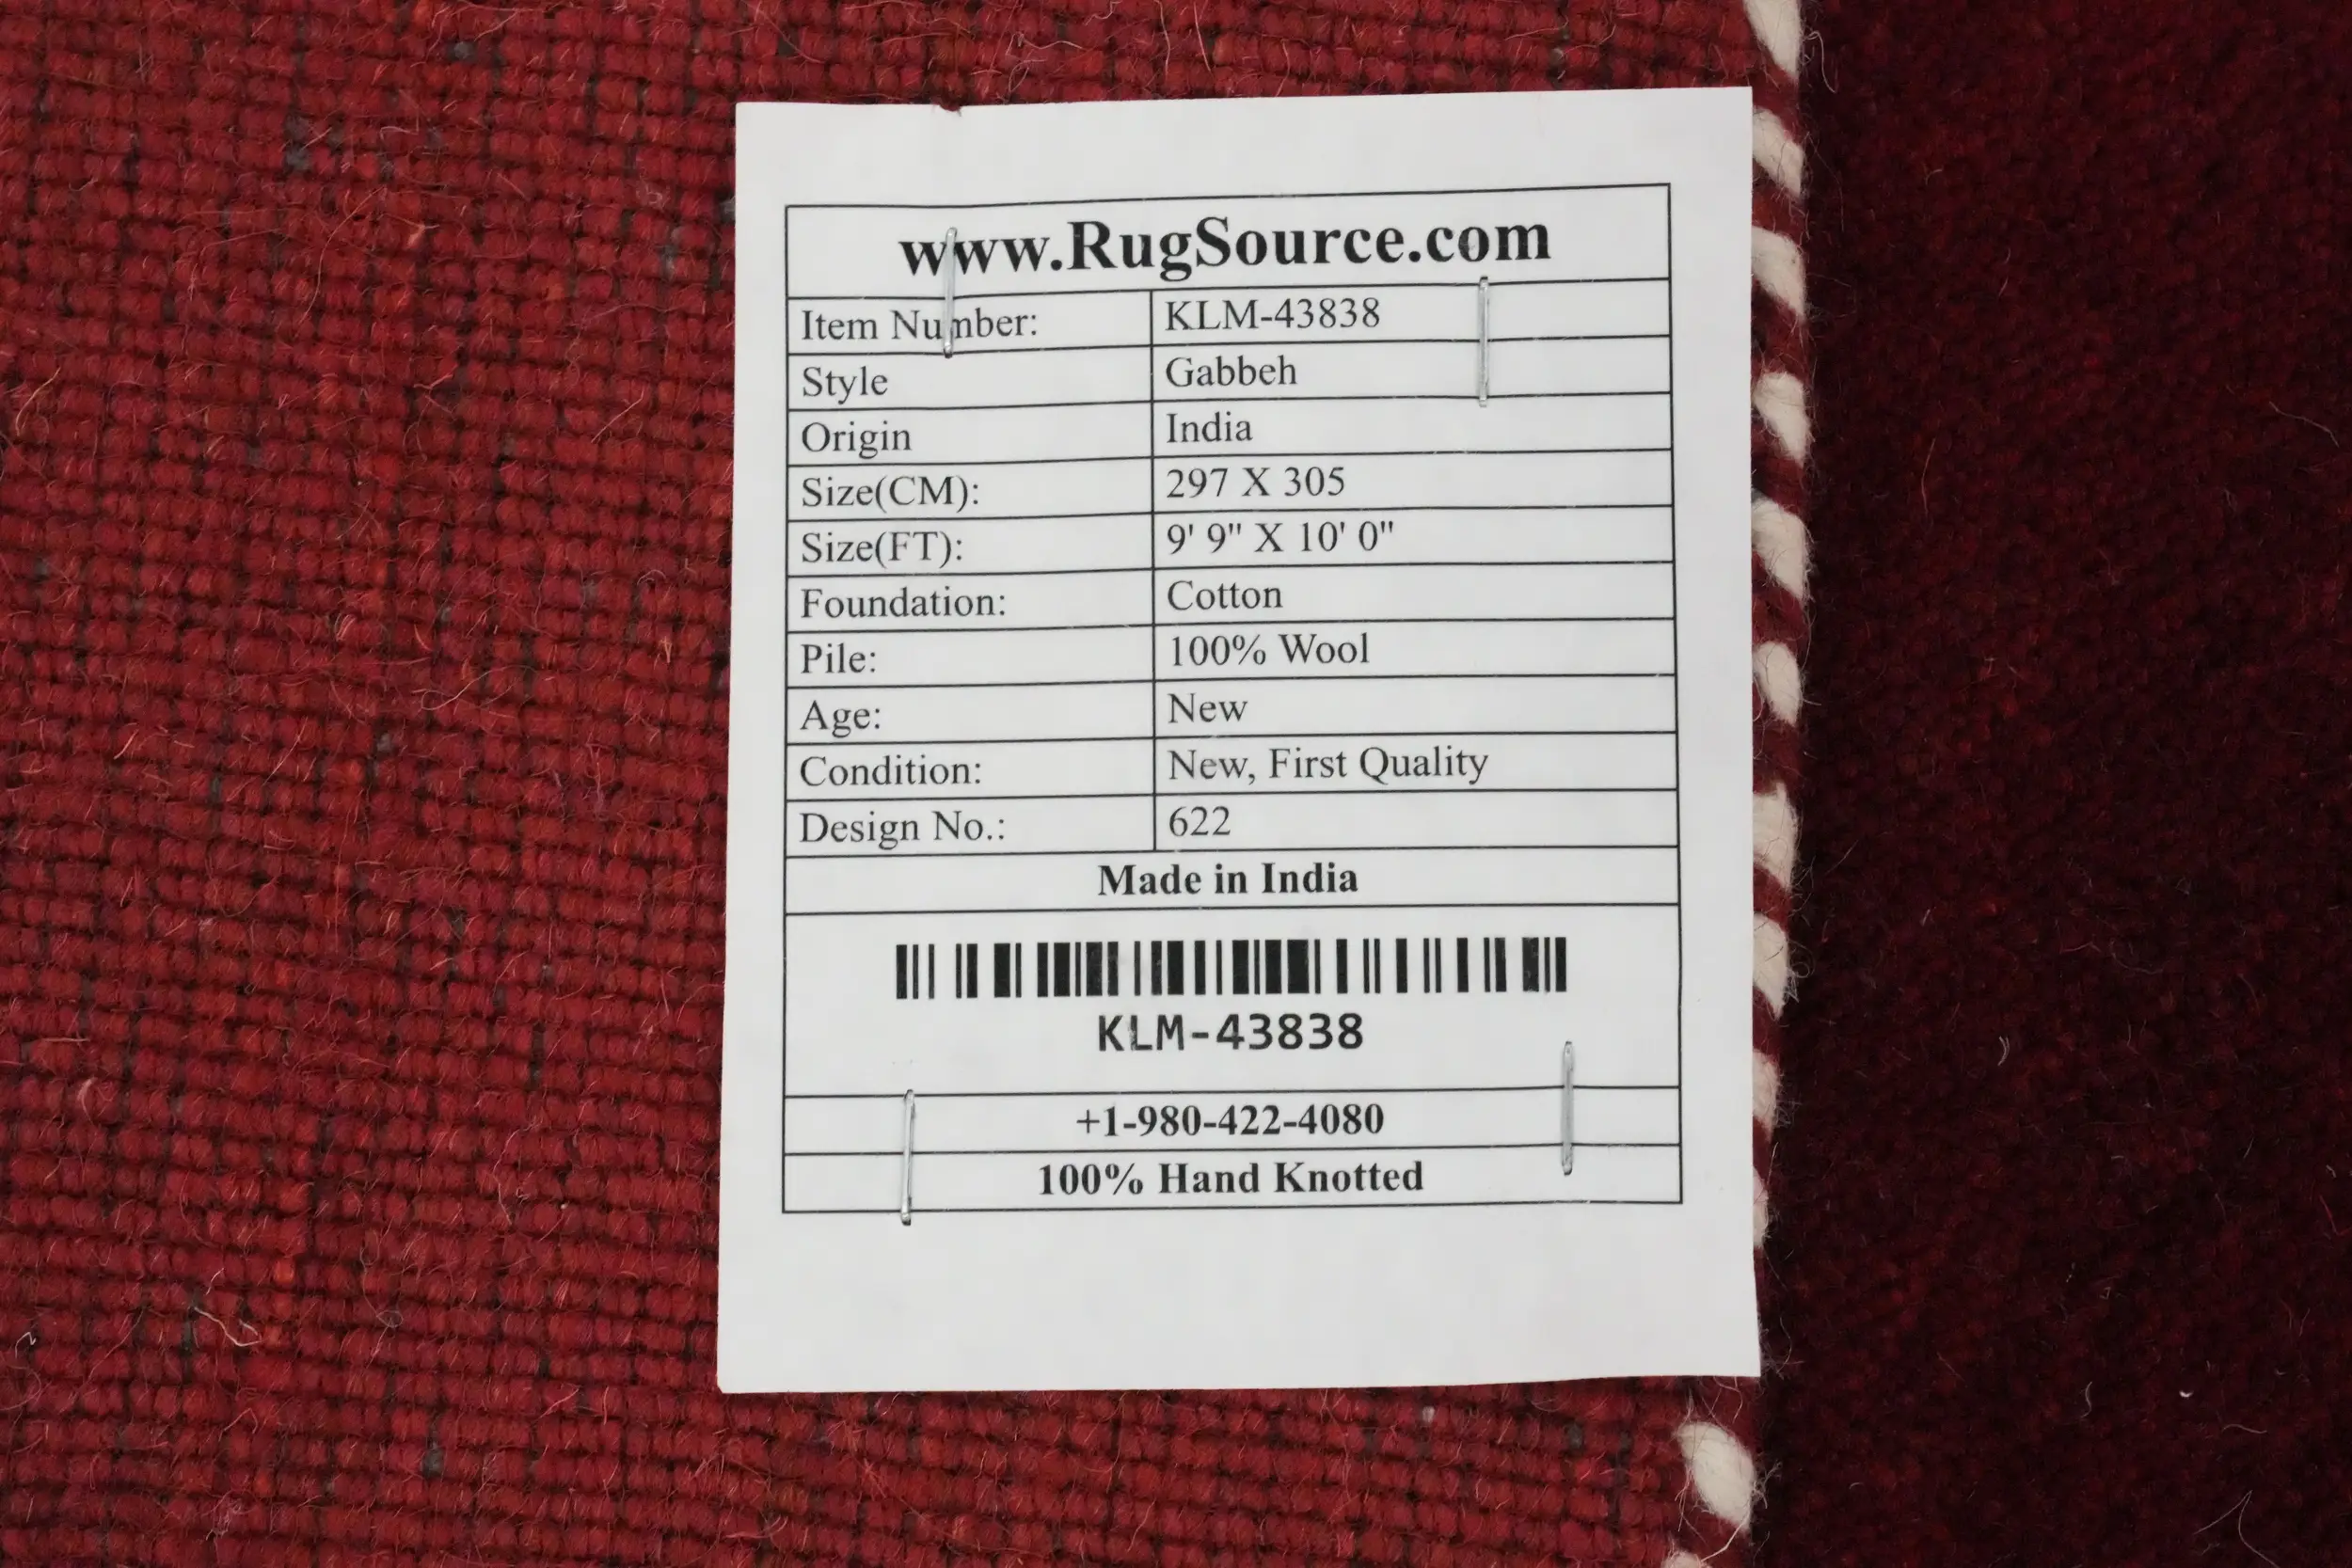 www.RugSource.com
Item Number: KLM-43838
Style Gabbeh
Origin India
Size(CM): 297 X 305
Size(FT): 9' 9" X 10' 0"
Foundation: Cotton
Pile: 100% Wool
Age: New
Condition: New, First Quality
Design No.: 622
Made in India
KLM-43838
+1-980-422-4080
100% Hand Knotted